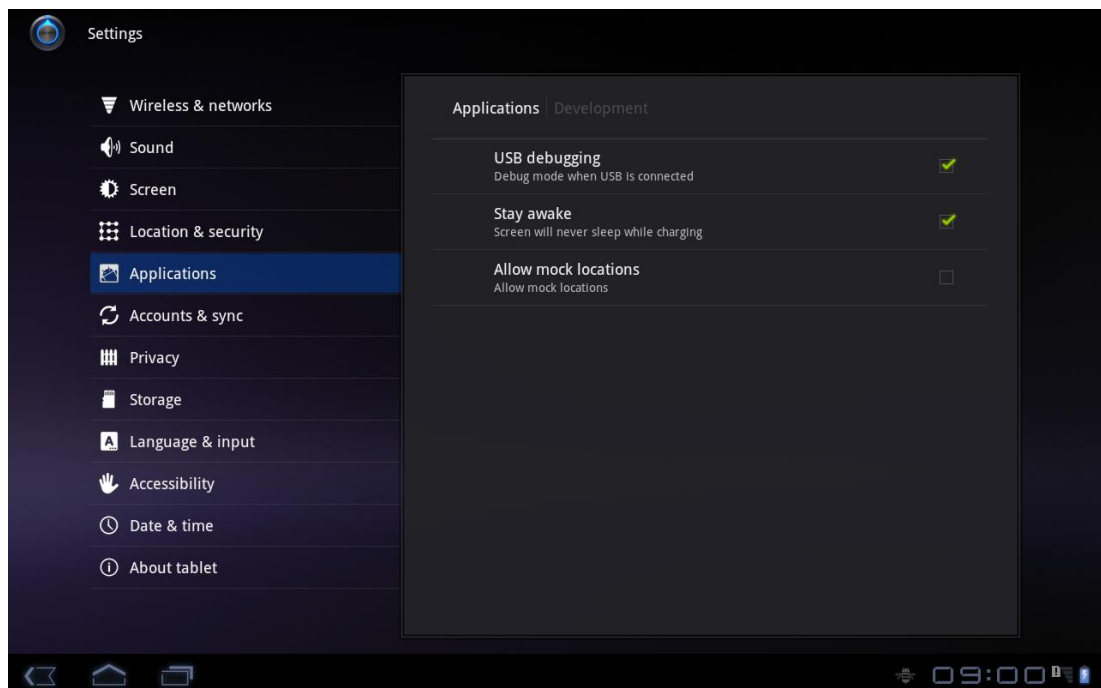 Settings
Wireless & networks
Sound
Screen
Location & security
Applications
Accounts & sync
Privacy
Storage
Language & input
Accessibility
Date & time
About tablet
Applications Development
USB debugging
Debug mode when USB is connected
Stay awake
Screen will never sleep while charging
Allow mock locations
Allow mock locations
09:00